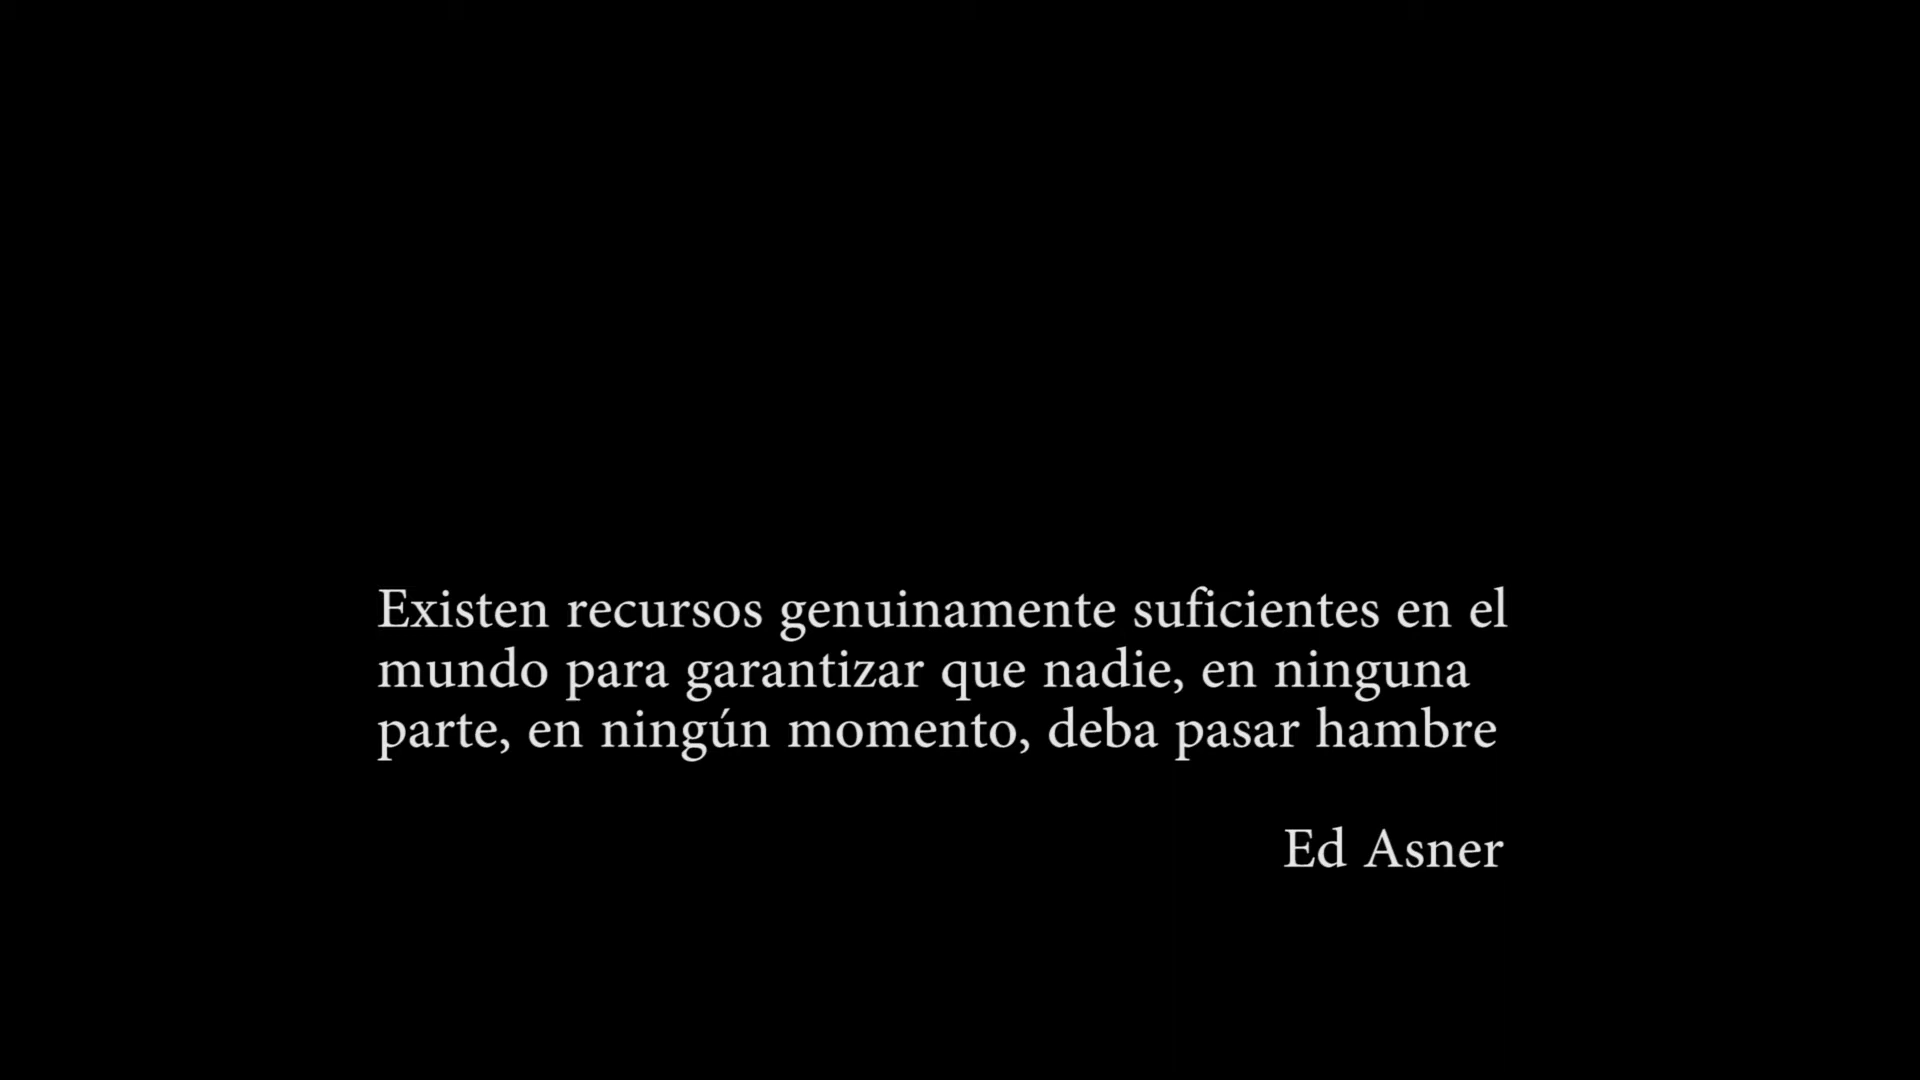 Existen recursos genuinamente suficientes en el
mundo para garantizar que nadie, en ninguna
parte, en ningún momento, deba pasar hambre
Ed Asner